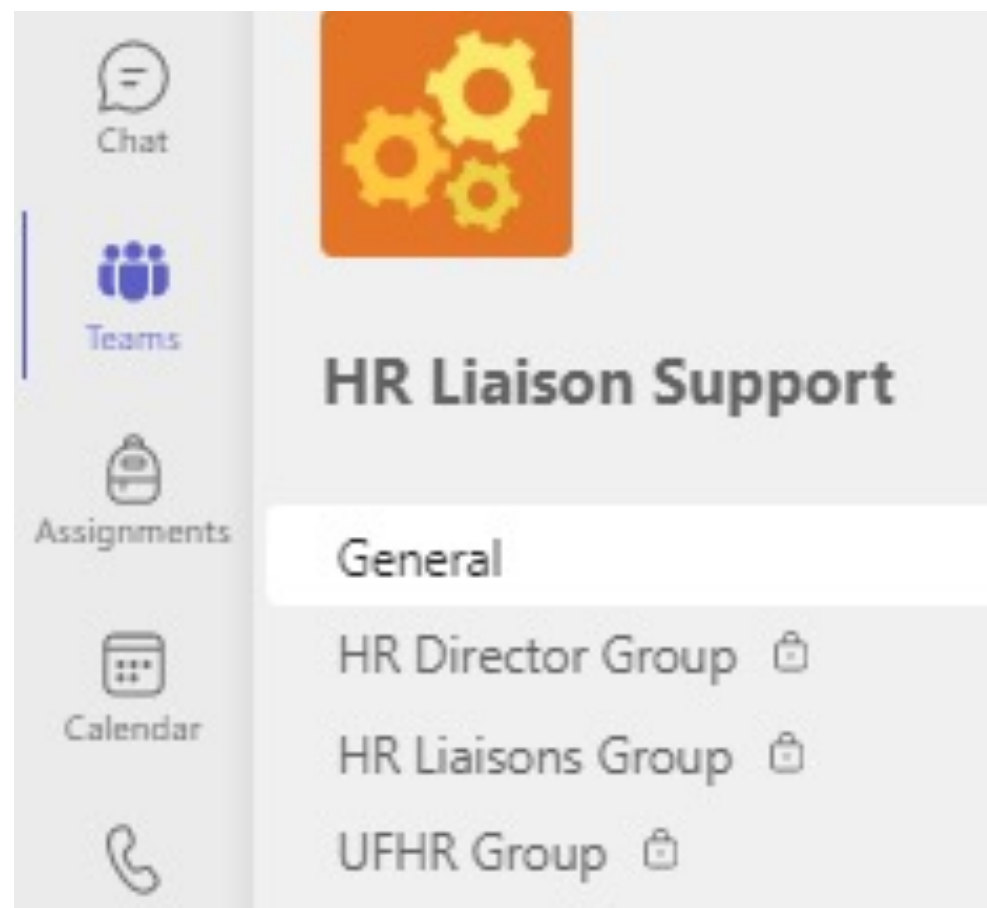 Chat
Teams
Assignments
Calendar
HR Liaison Support
General
HR Director Group
HR Liaisons Group
UFHR Group